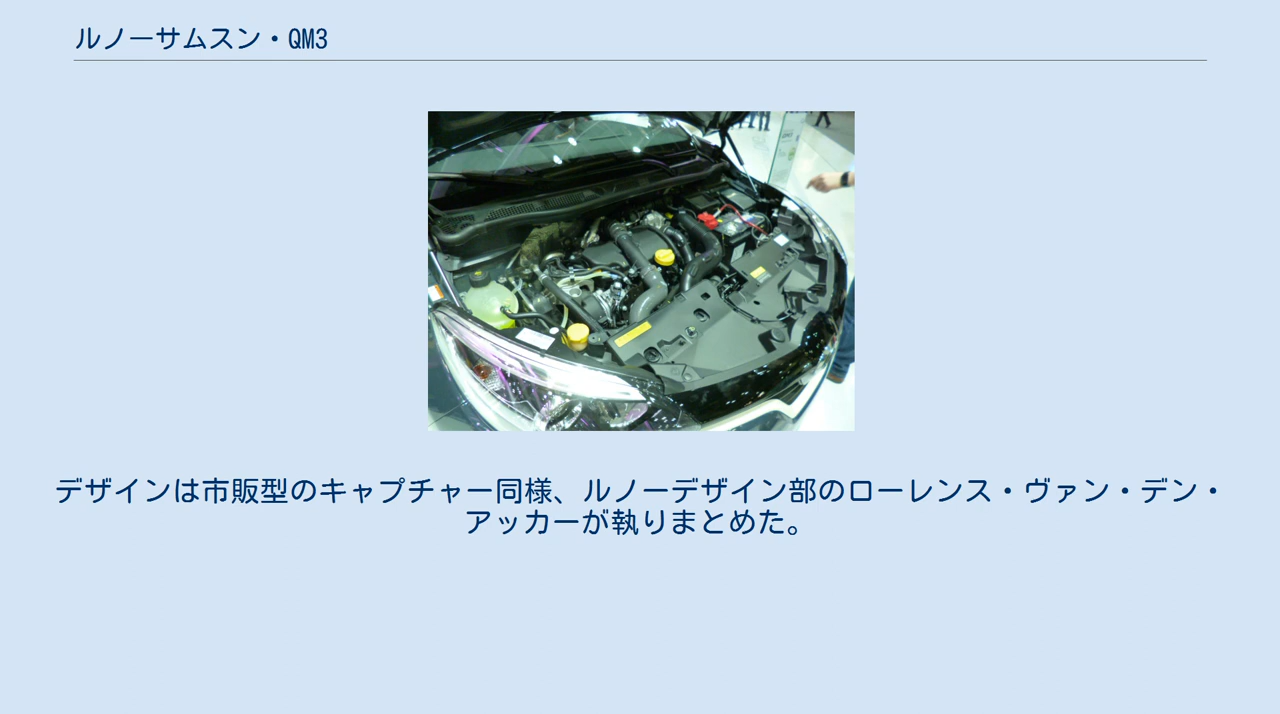 ルノーサムスン・QM3
デザインは市販型のキャプチャー同様、ルノーデザイン部のローレンス・ヴァン・デン・
アッカーが執りまとめた。